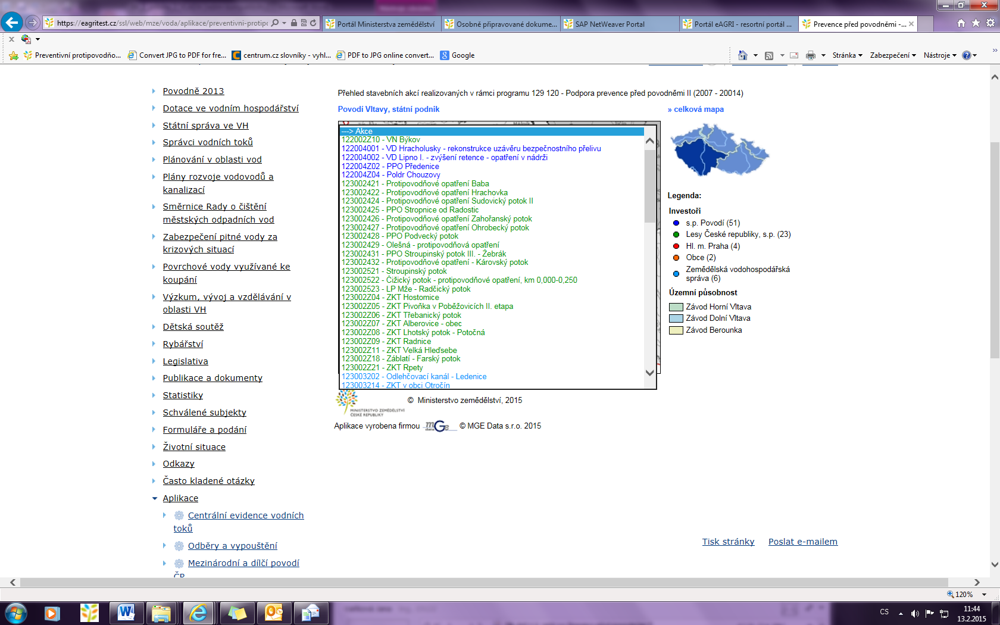 https://eagritest.cz/ssl/web/mze/voda/aplikace/preventivni-protipo
Portál Ministerstva zemědělství
Osobně připravované dokume...
SAP NetWeaver Portal
Portál eAGRI - resortní portál ...
Prevence před povodněmi -...
Preventivní protipovodňo...
Convert JPG to PDF for fre...
centrum.cz slovníky - vyhl...
PDF to JPG online convert...
Google
Stránka
Zabezpečení
Nástroje
Povodně 2013
Dotace ve vodním hospodářství
Státní správa ve VH
Správci vodních toků
Plánování v oblasti vod
Plány rozvoje vodovodů a
kanalizací
Směrnice Rady o čištění
městských odpadních vod
Zabezpečení pitné vody za
krizových situací
Povrchové vody využívané ke
koupání
Výzkum, vývoj a vzdělávání v
oblasti VH
Dětská soutěž
Rybářství
Legislativa
Publikace a dokumenty
Statistiky
Schválené subjekty
Formuláře a podání
Životní situace
Odkazy
Často kladené otázky
Aplikace
Centrální evidence vodních
toků
Odběry a vypouštění
Mezinárodní a dílčí povodí
ČR
Přehled stavebních akcí realizovaných v rámci programu 129 120 - Podpora prevence před povodněmi II (2007 - 20014)
Povodí Vltavy, státní podnik
---> Akce
122002Z10 - VN Býkov
122004001 - VD Hracholusky - rekonstrukce uzávěru bezpečnostního přelivu
122004002 - VD Lipno I. - zvýšení retence - opatření v nádrži
122004Z02 - PPO Předenice
122004Z04 - Poldr Chouzovy
123002421 - Protipovodňové opatření Baba
123002422 - Protipovodňové opatření Hrachovka
123002424 - Protipovodňové opatření Sudovický potok II
123002425 - PPO Stropnice od Radostic
123002426 - Protipovodňové opatření Zahořanský potok
123002427 - Protipovodňové opatření Ohrobecký potok
123002428 - PPO Podvecký potok
123002429 - Olešná - protipovodňová opatření
123002431 - PPO Stroupinský potok III. - Žebrák
123002432 - Protipovodňové opatření - Károvský potok
123002521 - Stroupinský potok
123002522 - Čižický potok - protipovodňové opatření, km 0,000-0,250
123002523 - LP Mže - Radčický potok
123002Z04 - ZKT Hostomice
123002Z05 - ZKT Pivoňka v Poběžovicích II. etapa
123002Z06 - ZKT Třebanický potok
123002Z07 - ZKT Alberovice - obec
123002Z08 - ZKT Lhotský potok - Potočná
123002Z09 - ZKT Radnice
123002Z11 - ZKT Velká Hleďsebe
123002Z18 - Záblatí - Farský potok
123002Z21 - ZKT Rpety
123003202 - Odlehčovací kanál - Ledenice
123003214 - ZKT v obci Otročín
» celková mapa
Legenda:
Investoři
s.p. Povodí (51)
Lesy České republiky, s.p. (23)
Hl. m. Praha (4)
Obce (2)
Zemědělská vodohospodářská
správa (6)
Územní působnost
Závod Horní Vltava
Závod Dolní Vltava
Závod Berounka
MINISTERSTVO ZEMĚDĚLSTVÍ
ČESKÉ REPUBLIKY
© Ministerstvo zemědělství, 2015
Aplikace vyrobena firmou mGe data © MGE Data s.r.o. 2015
Tisk stránky
Poslat e-mailem
120%
CS
11:44
13.2.2015